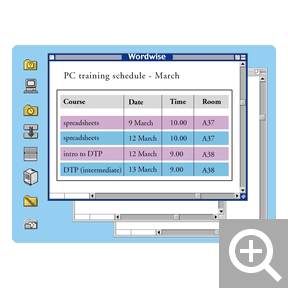 Wordwise
PC training schedule - March
Course Date Time Room
spreadsheets 9 March 10.00 A37
spreadsheets 12 March 10.00 A37
intro to DTP 12 March 9.00 A38
DTP (intermediate) 13 March 9.00 A38